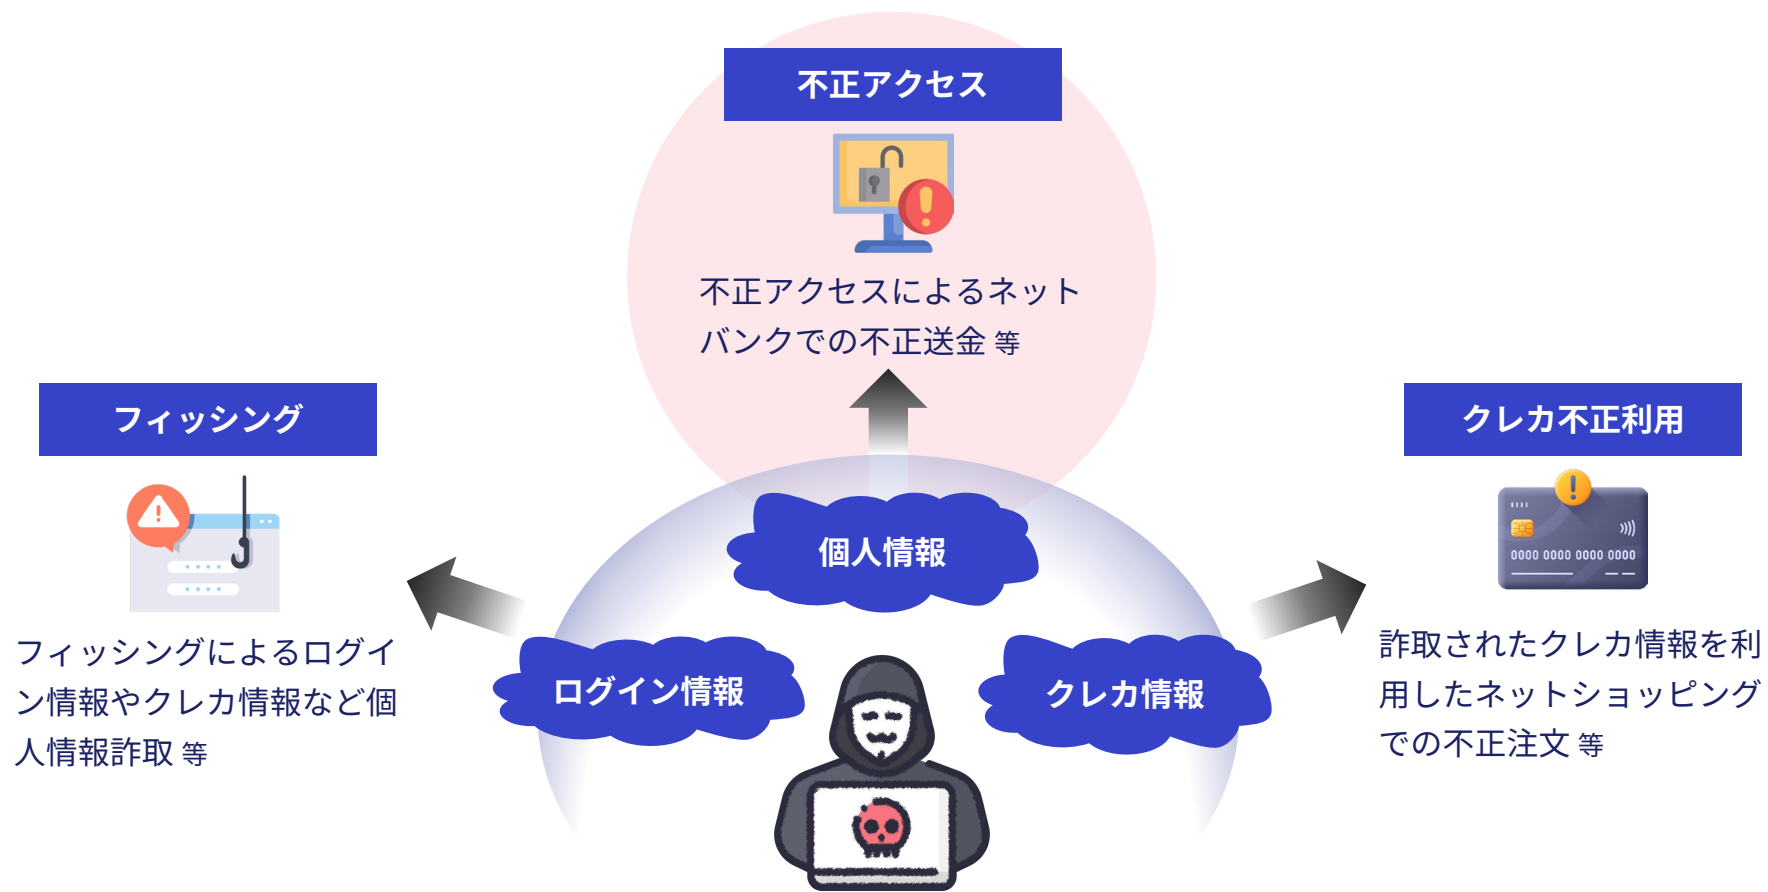 不正アクセス
不正アクセスによるネット
バンクでの不正送金 等
フィッシング
フィッシングによるログイ
ン情報やクレカ情報など個
人情報詐取 等
クレカ不正利用
0000 0000 0000 0000
詐取されたクレカ情報を利
用したネットショッピング
での不正注文 等
個人情報
ログイン情報
クレカ情報